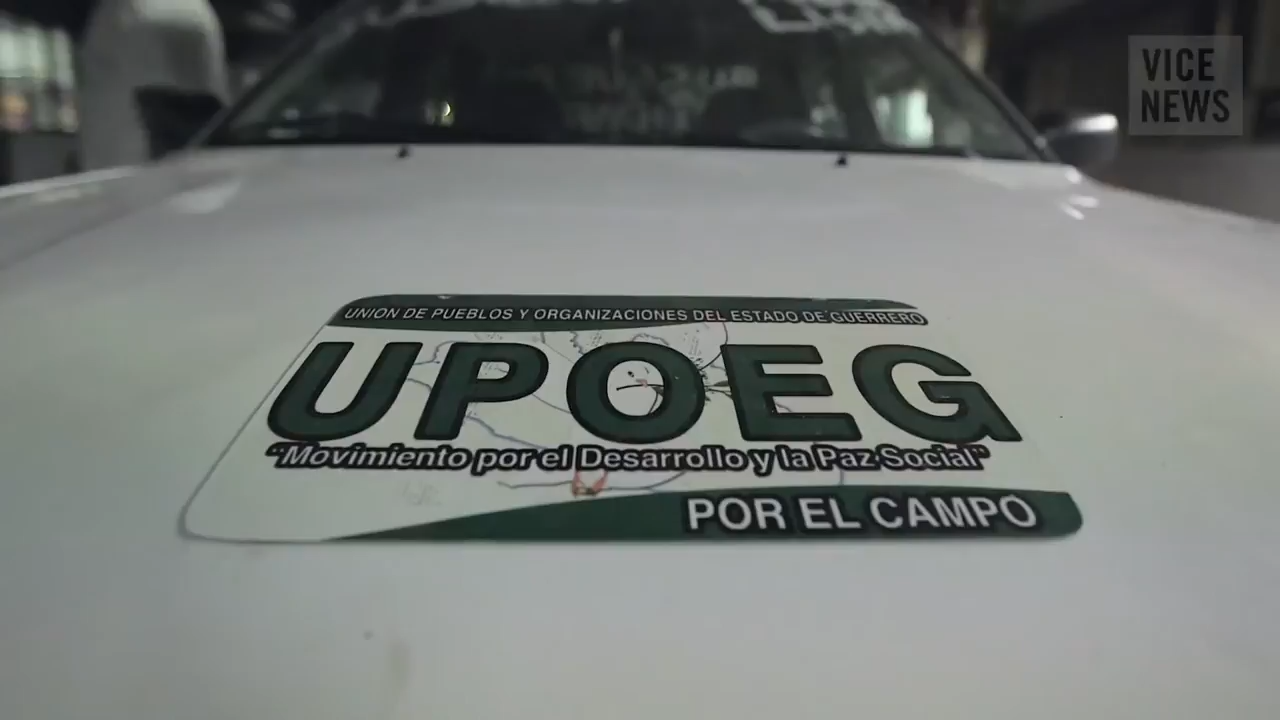 VICE
NEWS
UNION DE PUEBLOS Y ORGANIZACIONES DEL ESTADO DE GUERRERO
UPOEG
"Movimiento por el Desarrollo y la Paz Social"
POR EL CAMPO